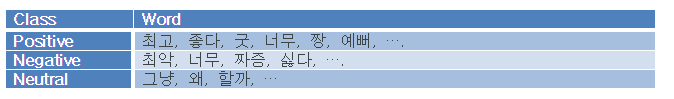 Class Word
Positive 최고, 좋다, 굿, 너무, 짱, 예뻐, ….
Negative 최악, 너무, 짜증, 싫다, ….
Neutral 그냥, 왜, 할까, …